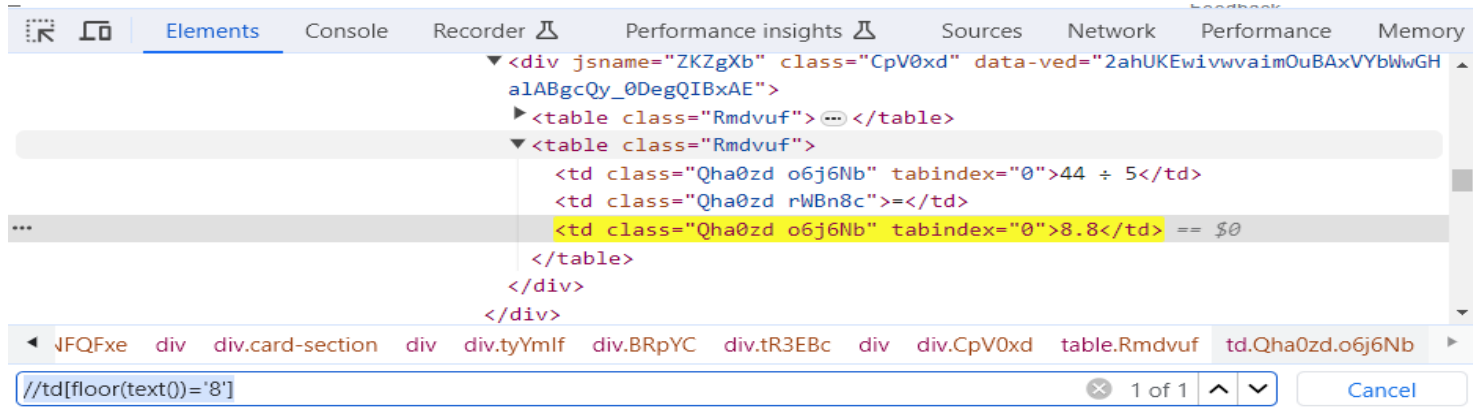 Elements Console Recorder Performance insights Sources Network Performance Memory
<div jsname="ZKZgXb" class="CpV0xd" data-ved="2ahUKEwivwvaimOuBAxVYbWwGH
alABgcQy_0DegQIBxAE">
<table class="Rmdvuf">⋯</table>
<table class="Rmdvuf">
<td class="Qha0zd o6j6Nb" tabindex="0">44 ÷ 5</td>
<td class="Qha0zd rWBn8c">=</td>
... <td class="Qha0zd o6j6Nb" tabindex="0">8.8</td> == $0
</table>
</div>
</div>
NFQFxe div div.card-section div div.tyYmIf div.BRpYC div.tR3EBc div div.CpV0xd table.Rmdvuf td.Qha0zd.o6j6Nb
//td[floor(text())='8'] 1 of 1 Cancel